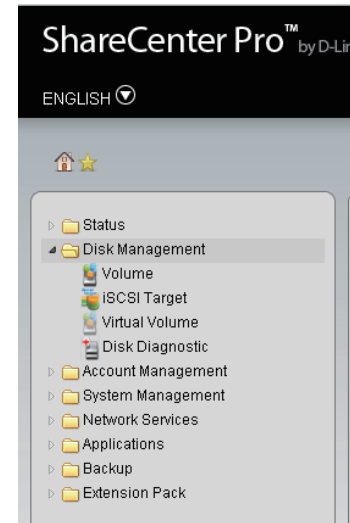 ShareCenter Pro™ by D-Lin
ENGLISH
Status
Disk Management
Volume
iSCSI Target
Virtual Volume
Disk Diagnostic
Account Management
System Management
Network Services
Applications
Backup
Extension Pack